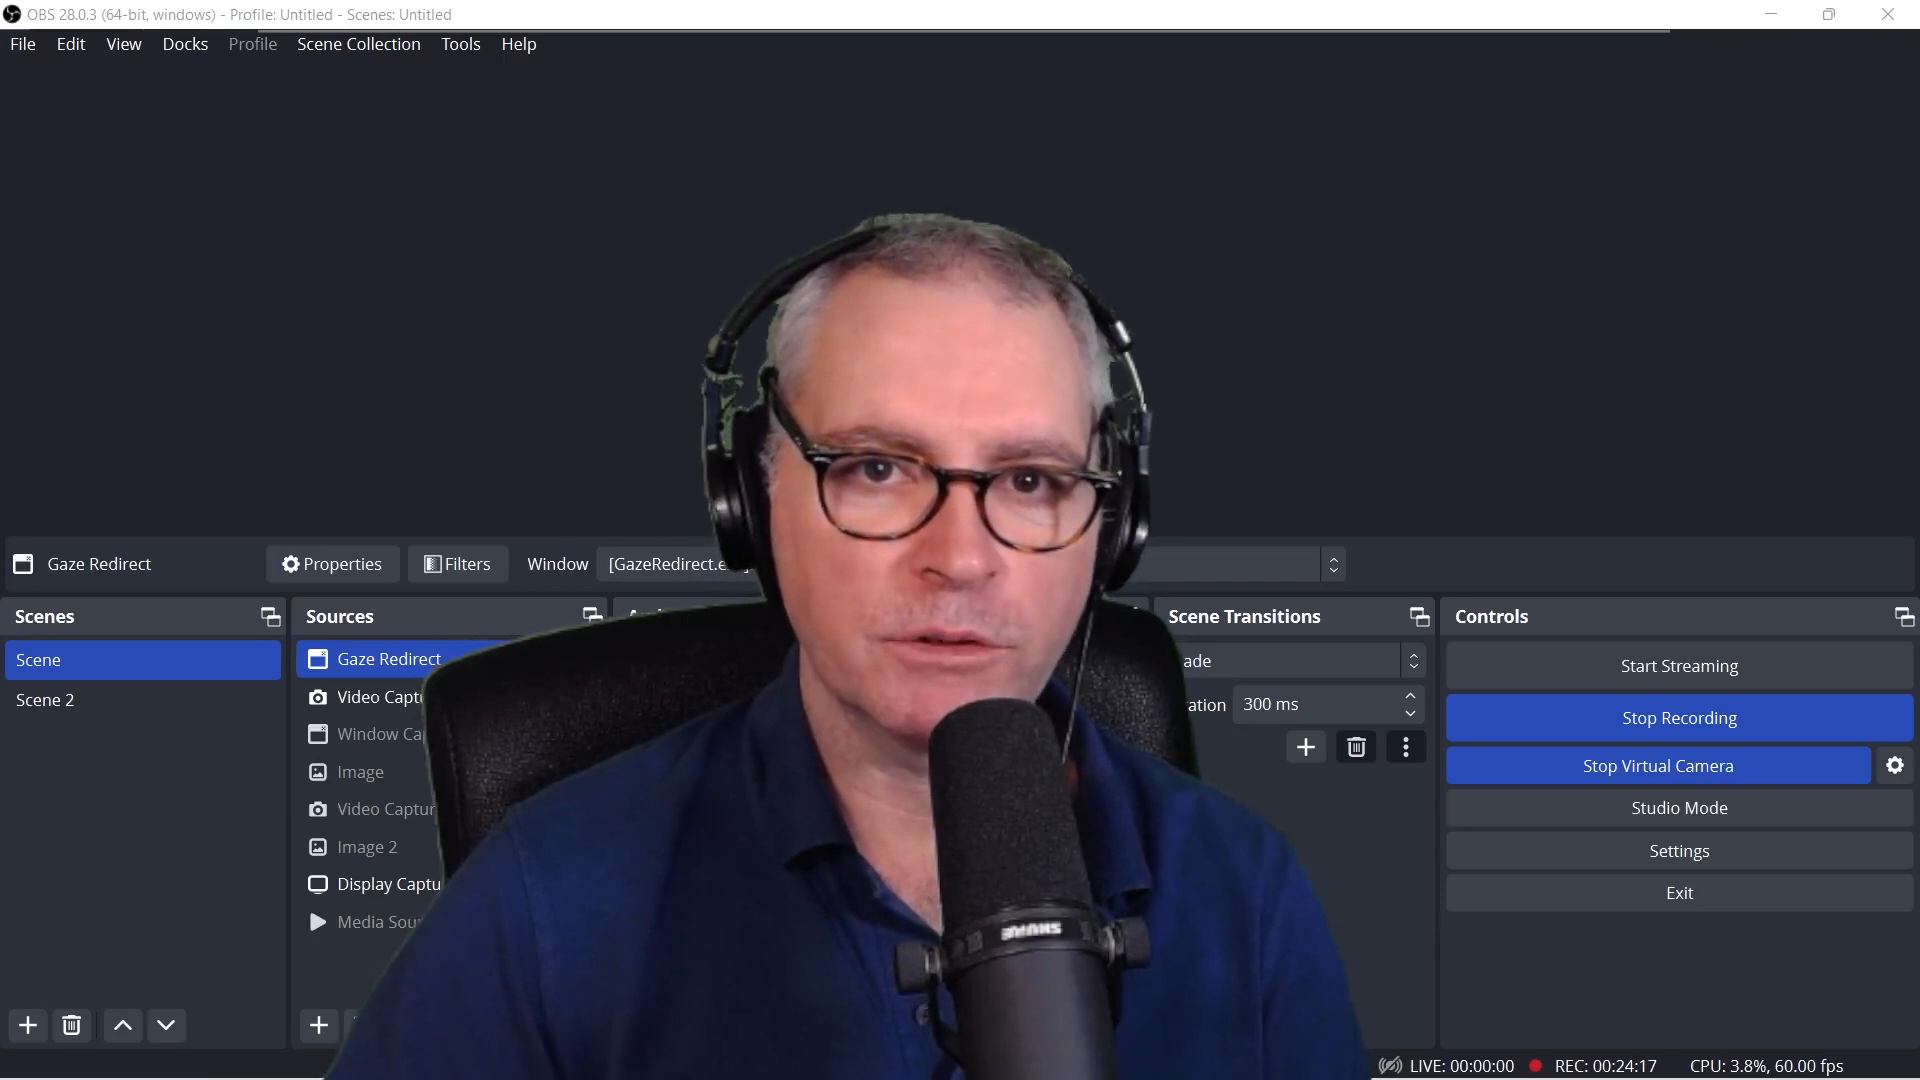 OBS 28.0.3 (64-bit, windows) - Profile: Untitled - Scenes: Untitled
File Edit View Docks Profile Scene Collection Tools Help
Gaze Redirect Properties Filters Window [GazeRedirect.e
Scenes Sources Scene Transitions Controls
Scene
Scene 2
Gaze Redirect
Video Captu
Window Ca
Image
Video Captur
Image 2
Display Captu
Media Sou
ade
ation 300 ms
Start Streaming
Stop Recording
Stop Virtual Camera
Studio Mode
Settings
Exit
SHURE
LIVE: 00:00:00 REC: 00:24:17 CPU: 3.8%, 60.00 fps